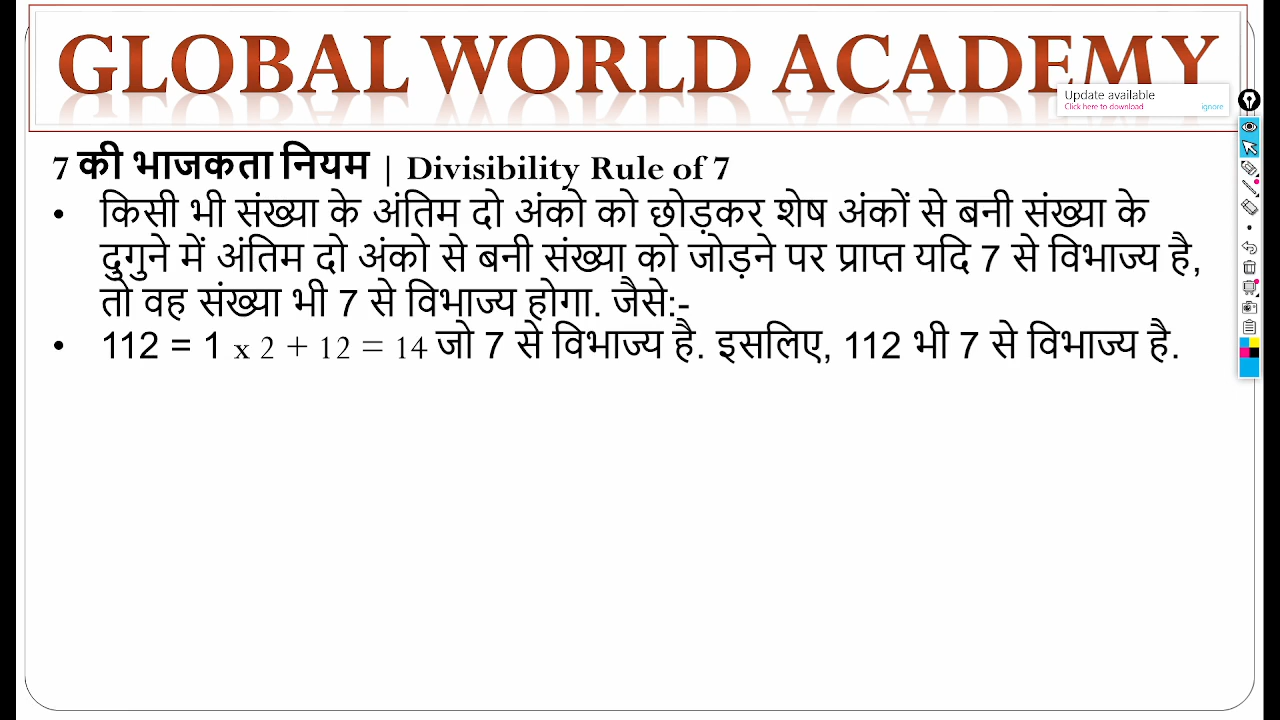 GLOBAL WORLD ACADEMY
Update available
Click here to download ignore
7 की भाजकता नियम | Divisibility Rule of 7
• किसी भी संख्या के अंतिम दो अंको को छोड़कर शेष अंकों से बनी संख्या के
दुगुने में अंतिम दो अंको से बनी संख्या को जोड़ने पर प्राप्त यदि 7 से विभाज्य है,
तो वह संख्या भी 7 से विभाज्य होगा. जैसे:-
• 112 = 1 x 2 + 12 = 14 जो 7 से विभाज्य है. इसलिए, 112 भी 7 से विभाज्य है.